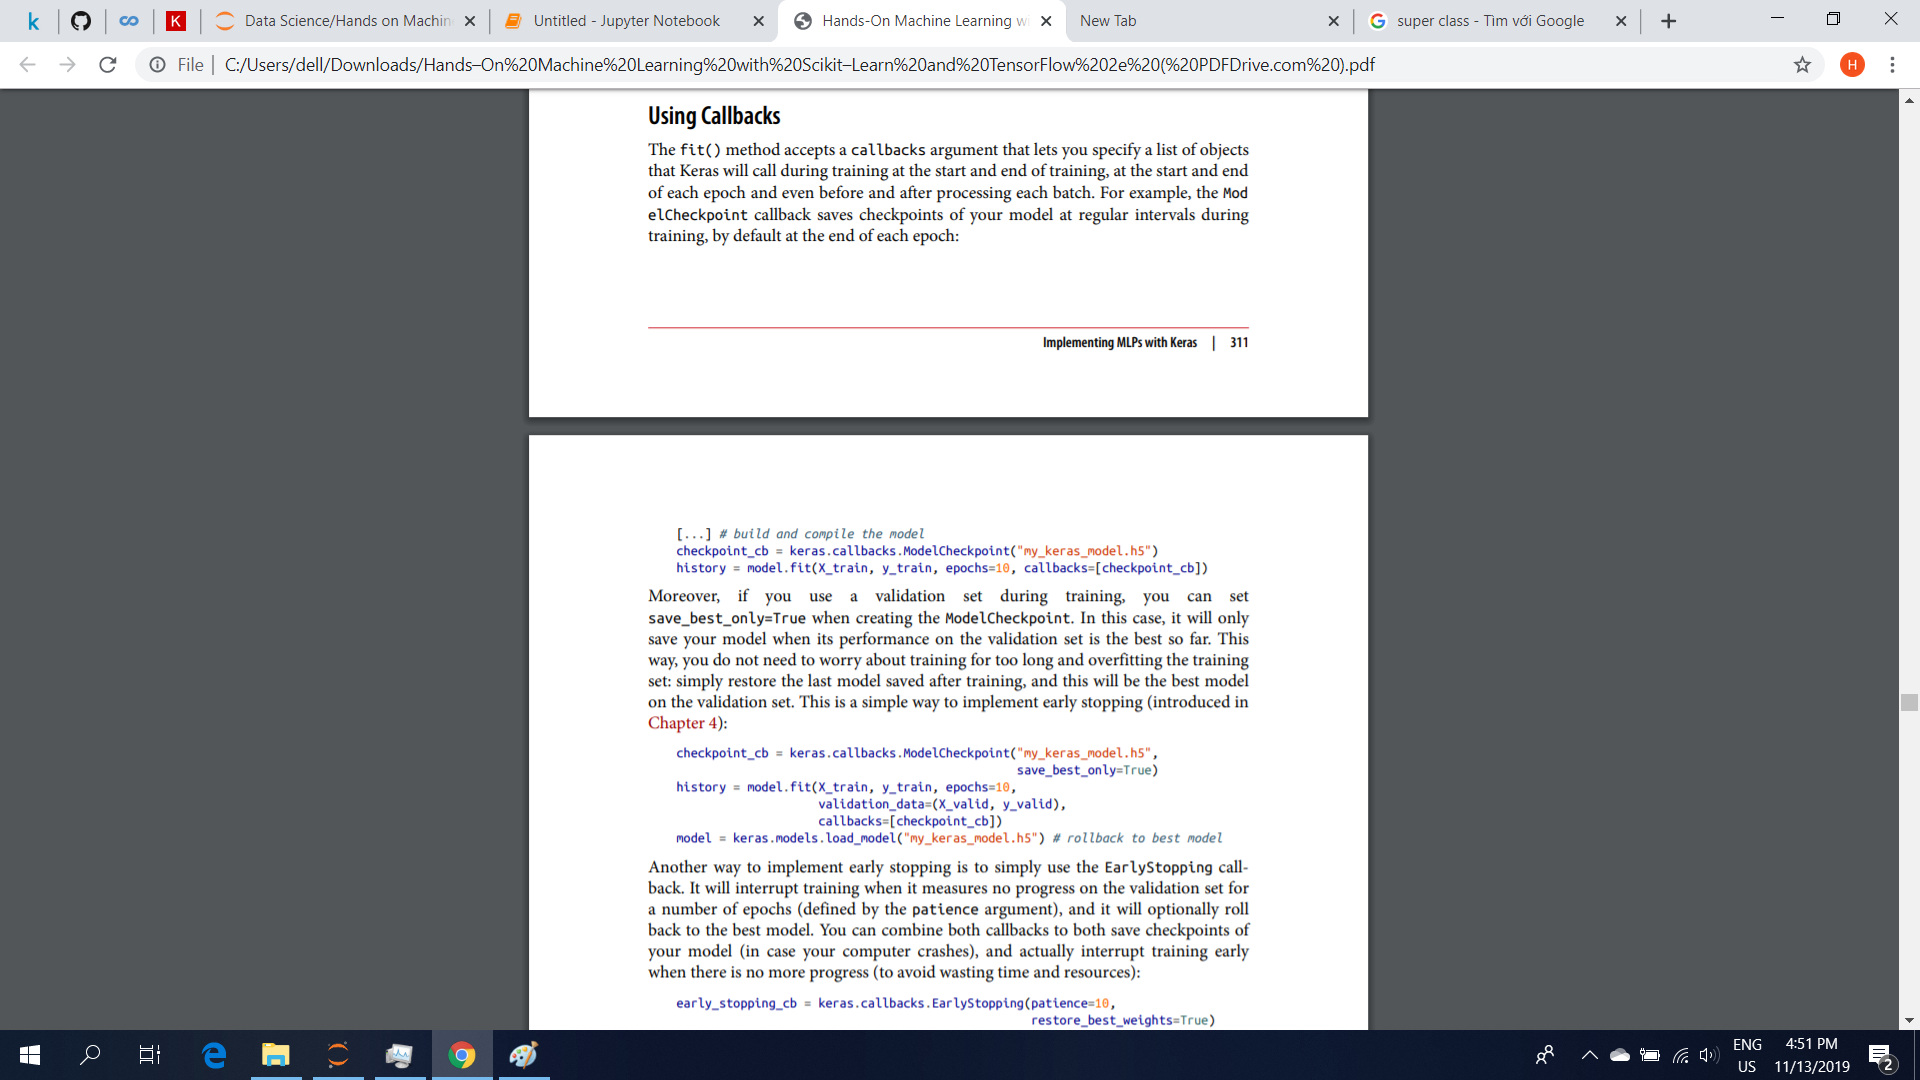 k
K
Data Science/Hands on Machin
Untitled - Jupyter Notebook
Hands-On Machine Learning wi
New Tab
super class - Tìm với Google
File | C:/Users/dell/Downloads/Hands–On%20Machine%20Learning%20with%20Scikit–Learn%20and%20TensorFlow%202e%20(%20PDFDrive.com%20).pdf
H
Using Callbacks
The fit() method accepts a callbacks argument that lets you specify a list of objects
that Keras will call during training at the start and end of training, at the start and end
of each epoch and even before and after processing each batch. For example, the Mod
elCheckpoint callback saves checkpoints of your model at regular intervals during
training, by default at the end of each epoch:
Implementing MLPs with Keras | 311
[...] # build and compile the model
checkpoint_cb = keras.callbacks.ModelCheckpoint("my_keras_model.h5")
history = model.fit(X_train, y_train, epochs=10, callbacks=[checkpoint_cb])
Moreover, if you use a validation set during training, you can set
save_best_only=True when creating the ModelCheckpoint. In this case, it will only
save your model when its performance on the validation set is the best so far. This
way, you do not need to worry about training for too long and overfitting the training
set: simply restore the last model saved after training, and this will be the best model
on the validation set. This is a simple way to implement early stopping (introduced in
Chapter 4):
checkpoint_cb = keras.callbacks.ModelCheckpoint("my_keras_model.h5",
save_best_only=True)
history = model.fit(X_train, y_train, epochs=10,
validation_data=(X_valid, y_valid),
callbacks=[checkpoint_cb])
model = keras.models.load_model("my_keras_model.h5") # rollback to best model
Another way to implement early stopping is to simply use the EarlyStopping call-
back. It will interrupt training when it measures no progress on the validation set for
a number of epochs (defined by the patience argument), and it will optionally roll
back to the best model. You can combine both callbacks to both save checkpoints of
your model (in case your computer crashes), and actually interrupt training early
when there is no more progress (to avoid wasting time and resources):
early_stopping_cb = keras.callbacks.EarlyStopping(patience=10,
restore_best_weights=True)
ENG
US
4:51 PM
11/13/2019
2